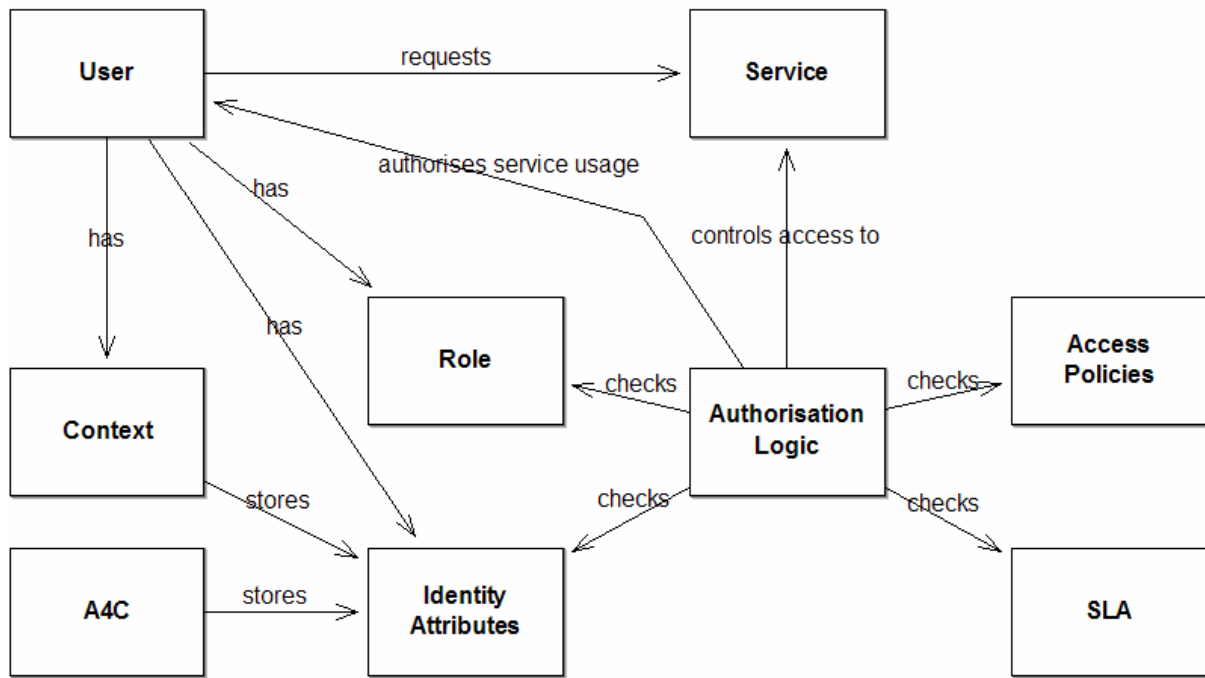 User
requests
Service
authorises service usage
has
has
controls access to
has
Role
Access
Policies
checks
checks
Context
Authorisation
Logic
stores
checks
checks
A4C
stores
Identity
Attributes
SLA